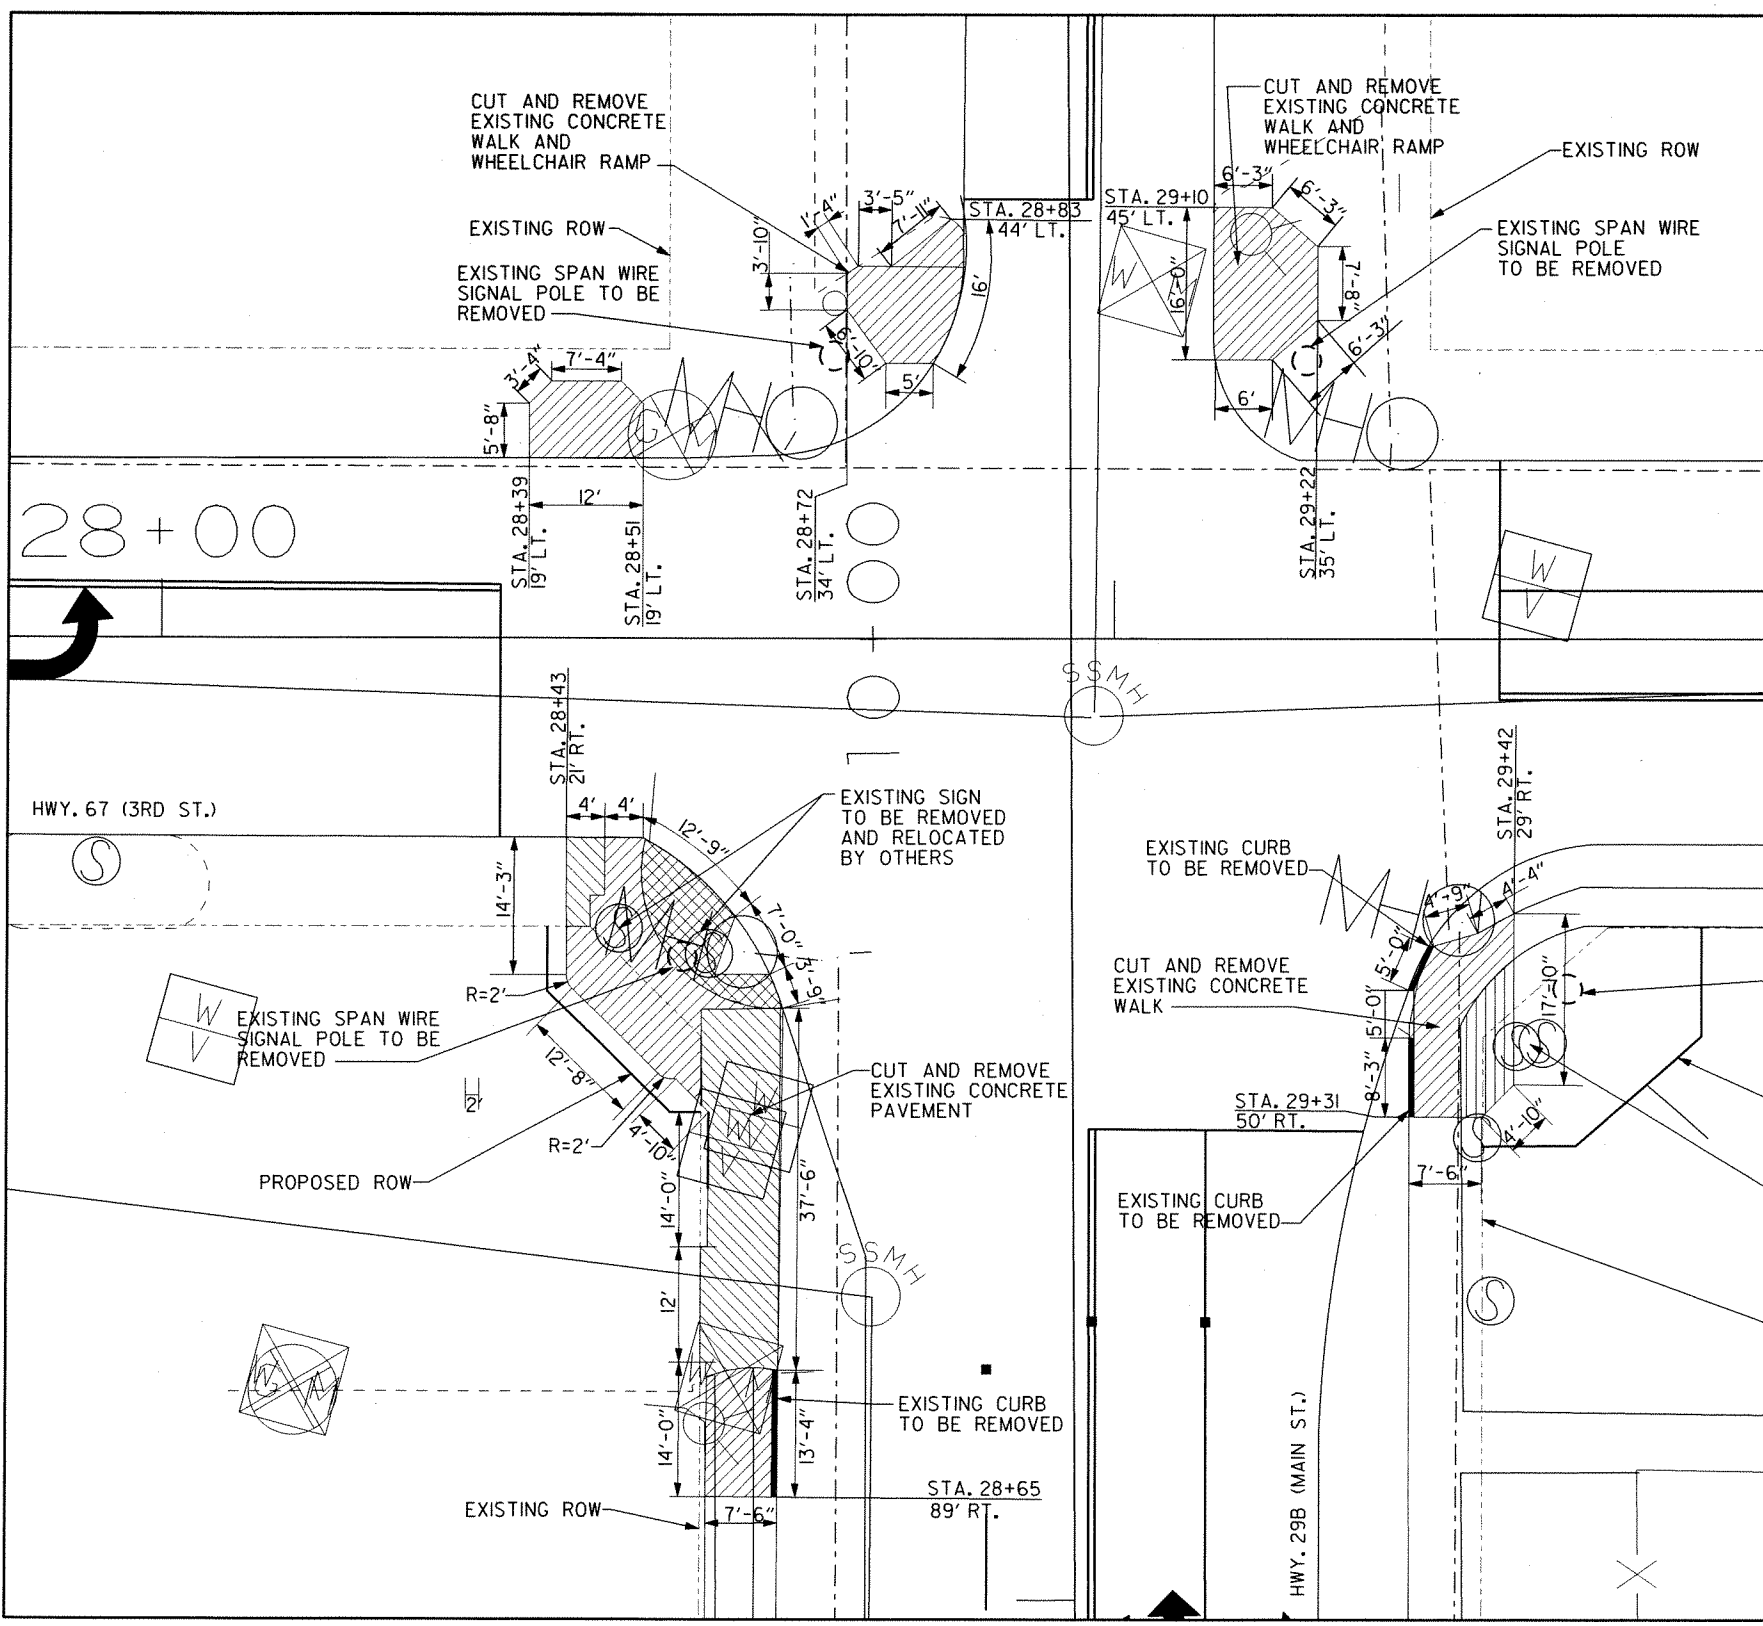 CUT AND REMOVE
EXISTING CONCRETE
WALK AND
WHEELCHAIR RAMP
EXISTING ROW
EXISTING SPAN WIRE
SIGNAL POLE TO BE
REMOVED
1'-4"
3'-5"
7'-11"
3'-10"
STA. 28+83
44' LT.
16'
6'-10"
5'
3'-4"
7'-4"
5'-8"
12'
G
W
STA. 28+39
19' LT.
STA. 28+51
19' LT.
STA. 28+72
34' LT.
28+00
CUT AND REMOVE
EXISTING CONCRETE
WALK AND
WHEELCHAIR RAMP
EXISTING ROW
EXISTING SPAN WIRE
SIGNAL POLE
TO BE REMOVED
6'-3"
6'-3"
STA. 29+10
45' LT.
W
16'-0"
7'-8"
6'-3"
6'
STA. 29+22
35' LT.
W
V
SSMH
STA. 28+43
21' RT.
HWY. 67 (3RD ST.)
S
4'
4'
12'-9"
14'-3"
7'-0"
EXISTING SIGN
TO BE REMOVED
AND RELOCATED
BY OTHERS
S
S
R=2'
W
V
EXISTING SPAN WIRE
SIGNAL POLE TO BE
REMOVED
12'-8"
R=2'
4'-10"
PROPOSED ROW
2'
CUT AND REMOVE
EXISTING CONCRETE
PAVEMENT
W
V
14'-0"
37'-6"
12'
SSMH
14'-0"
13'-4"
EXISTING CURB
TO BE REMOVED
STA. 28+65
89' RT.
EXISTING ROW
7'-6"
STA. 29+42
29' RT.
EXISTING CURB
TO BE REMOVED
4'-9"
4'-4"
5'-0"
CUT AND REMOVE
EXISTING CONCRETE
WALK
15'-0"
17'-10"
8'-3"
S
S
STA. 29+31
50' RT.
S
4'-10"
7'-6"
EXISTING CURB
TO BE REMOVED
S
HWY. 29B (MAIN ST.)